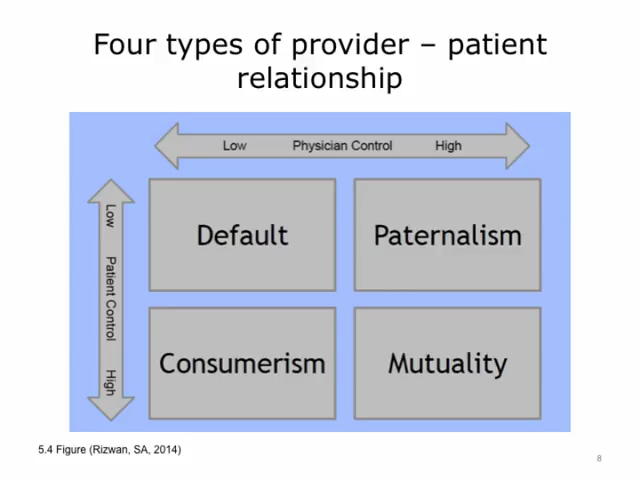 Four types of provider – patient
relationship
Low Physician Control High
Low Patient Control High
Default Paternalism
Consumerism Mutuality
5.4 Figure (Rizwan, SA, 2014)
8